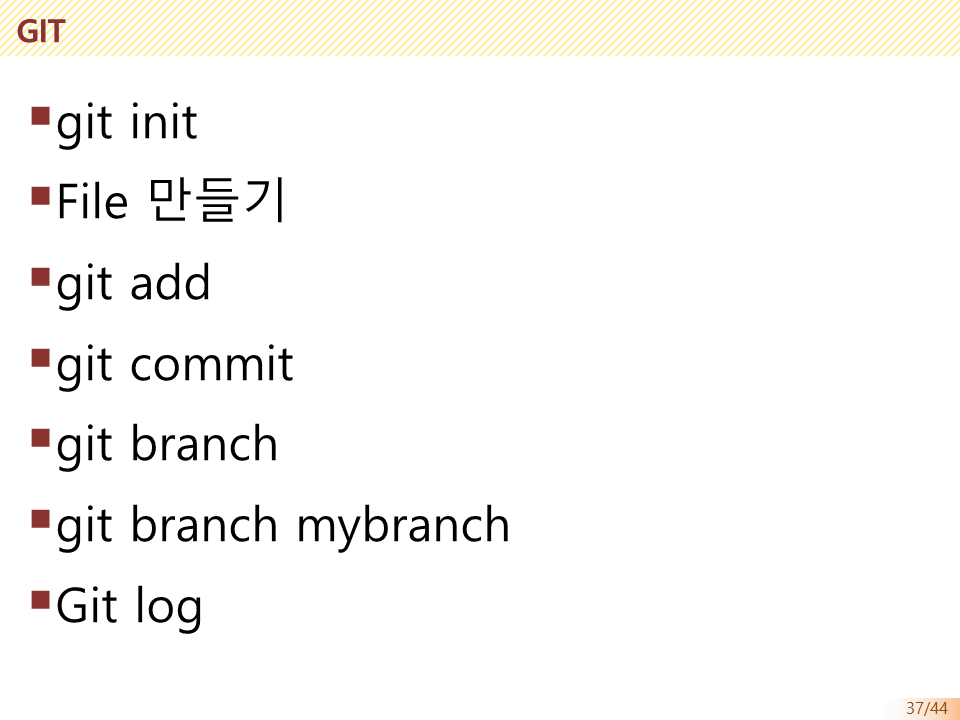 GIT
git init
File 만들기
git add
git commit
git branch
git branch mybranch
Git log
37/44